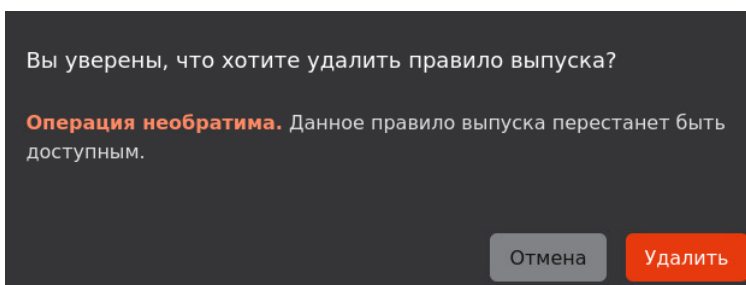 Вы уверены, что хотите удалить правило выпуска?
Операция необратима. Данное правило выпуска перестанет быть
доступным.
Отмена
Удалить